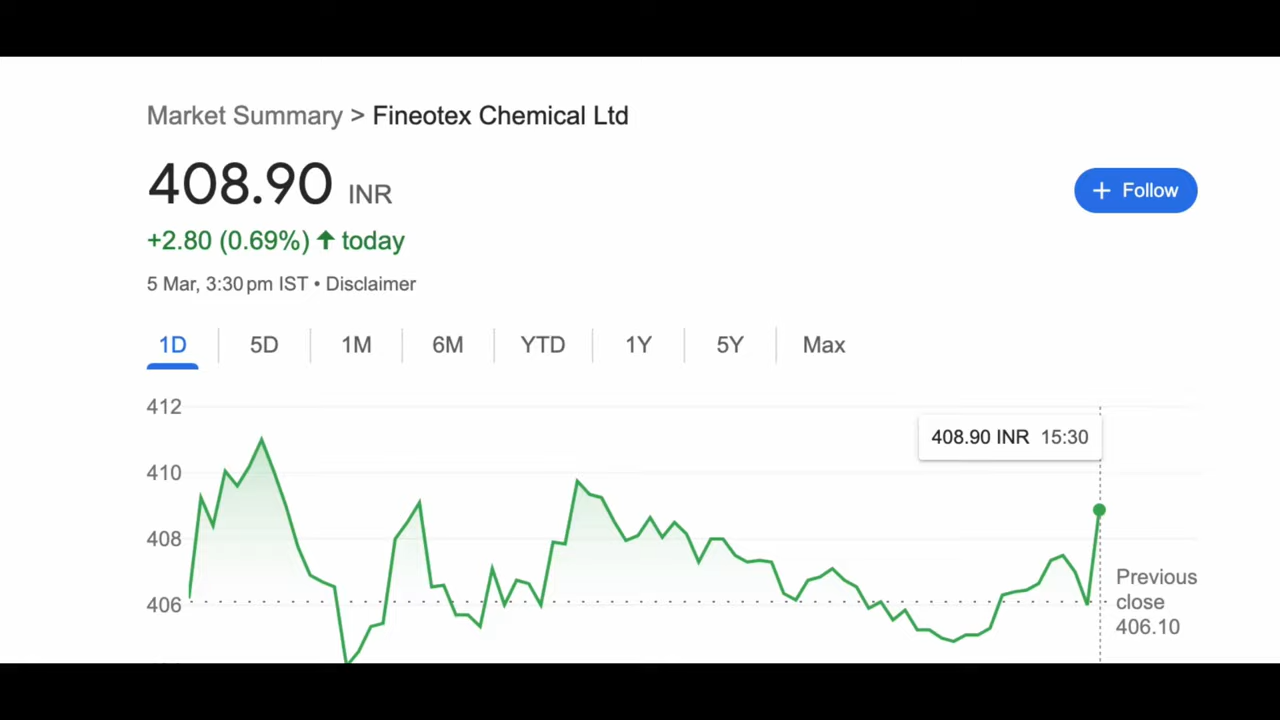 Market Summary > Fineotex Chemical Ltd
408.90 INR
+ Follow
+2.80 (0.69%) ↑ today
5 Mar, 3:30 pm IST • Disclaimer
1D 5D 1M 6M YTD 1Y 5Y Max
412
408.90 INR 15:30
410
408
406
Previous
close
406.10